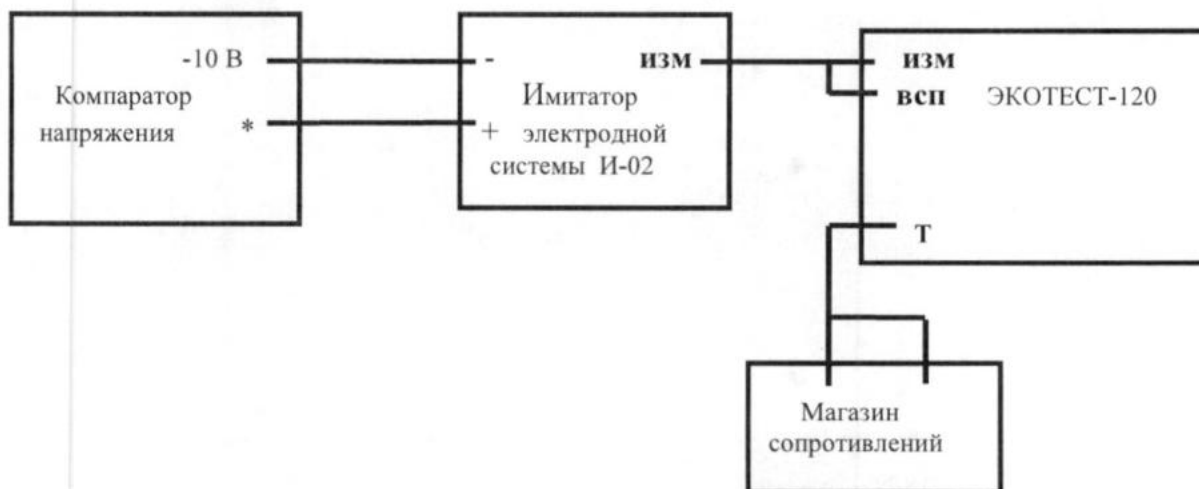 -10 В
Компаратор
напряжения
*
-
изм
+
Имитатор
электродной
системы И-02
изм
всп
ЭКОТЕСТ-120
Т
Магазин
сопротивлений